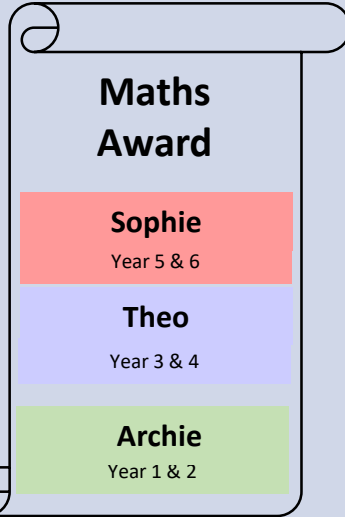 Maths
Award
Sophie
Year 5 & 6
Theo
Year 3 & 4
Archie
Year 1 & 2